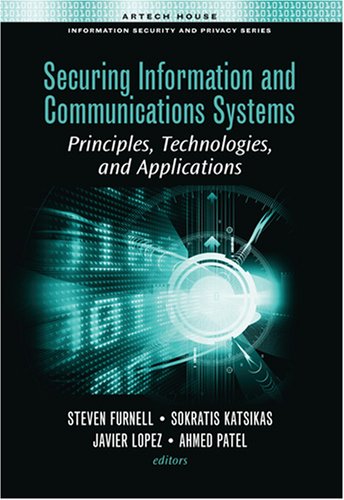 ARTECH HOUSE
INFORMATION SECURITY AND PRIVACY SERIES
Securing Information and
Communications Systems
Principles, Technologies,
and Applications
STEVEN FURNELL • SOKRATIS KATSIKAS
JAVIER LOPEZ • AHMED PATEL
editors